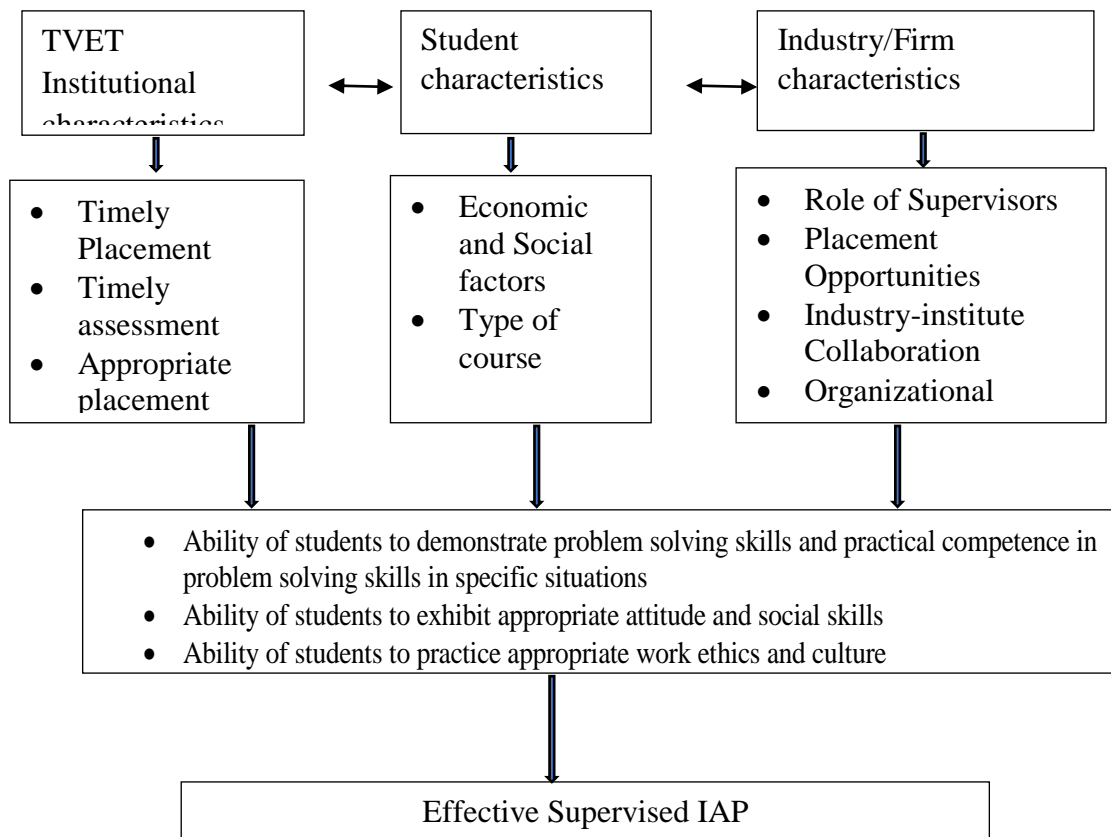 TVET
Institutional
characteristics
Student
characteristics
Industry/Firm
characteristics
• Timely
Placement
• Timely
assessment
• Appropriate
placement
• Economic
and Social
factors
• Type of
course
• Role of Supervisors
• Placement
Opportunities
• Industry-institute
Collaboration
• Organizational
• Ability of students to demonstrate problem solving skills and practical competence in
problem solving skills in specific situations
• Ability of students to exhibit appropriate attitude and social skills
• Ability of students to practice appropriate work ethics and culture
Effective Supervised IAP